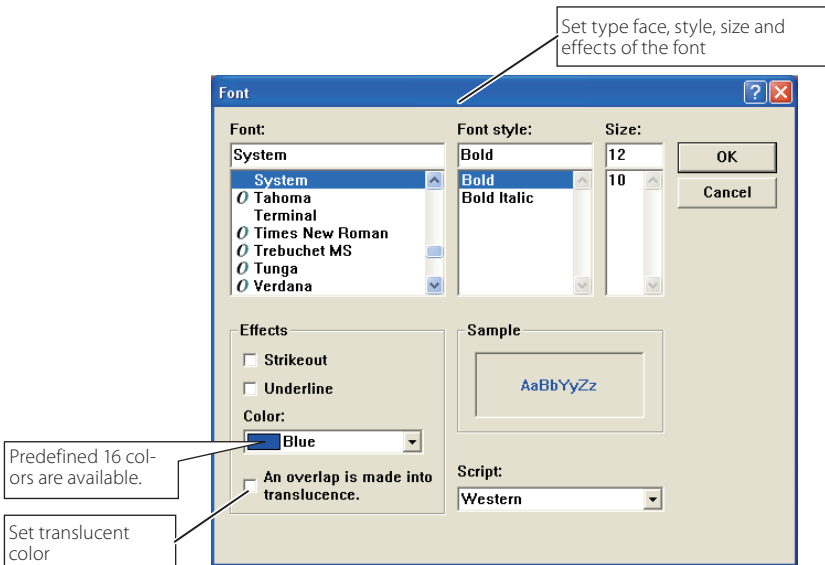 Set type face, style, size and
effects of the font
Font
Font:
Font style:
Size:
System
Bold
12
OK
System
Bold
10
Cancel
O Tahoma
Bold Italic
Terminal
O Times New Roman
O Trebuchet MS
O Tunga
O Verdana
Effects
Sample
Strikeout
AaBbYyZz
Underline
Color:
Blue
Predefined 16 col-
ors are available.
An overlap is made into
translucence.
Script:
Western
Set translucent
color